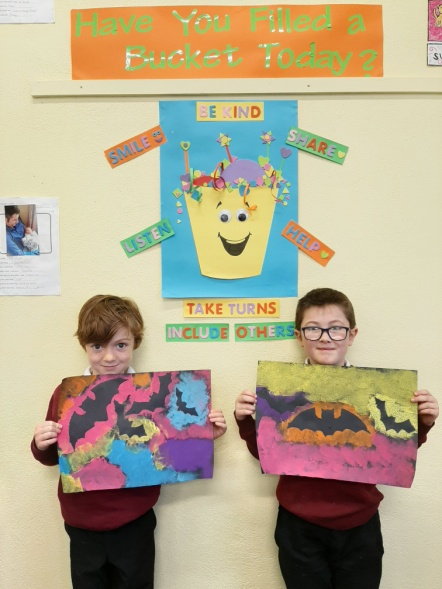 Have You Filled a
Bucket Today?
BE KIND
SMILE
SHARE
LISTEN
HELP
TAKE TURNS
INCLUDE OTHERS